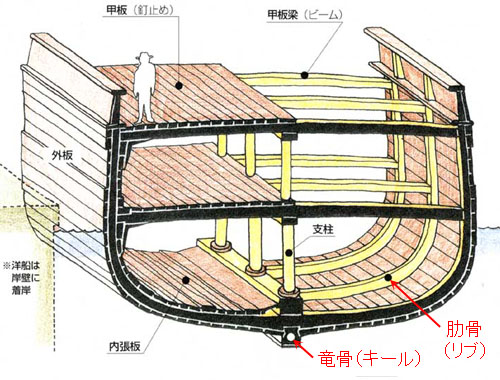 甲板（釘止め）
甲板梁（ビーム）
外板
支柱
※洋船は
岸壁に
着岸
内張板
竜骨(キール)
肋骨
(リブ)